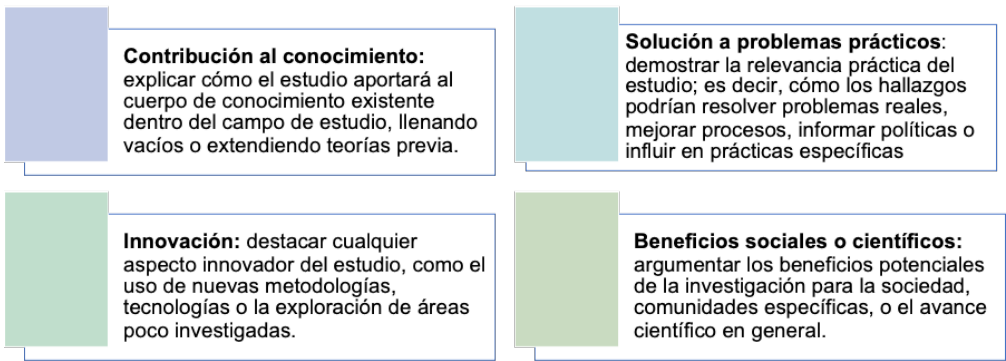 Contribución al conocimiento:
explicar cómo el estudio aportará al
cuerpo de conocimiento existente
dentro del campo de estudio, llenando
vacíos o extendiendo teorías previa.
Solución a problemas prácticos:
demostrar la relevancia práctica del
estudio; es decir, cómo los hallazgos
podrían resolver problemas reales,
mejorar procesos, informar políticas o
influir en prácticas específicas
Innovación: destacar cualquier
aspecto innovador del estudio, como el
uso de nuevas metodologías,
tecnologías o la exploración de áreas
poco investigadas.
Beneficios sociales o científicos:
argumentar los beneficios potenciales
de la investigación para la sociedad,
comunidades específicas, o el avance
científico en general.